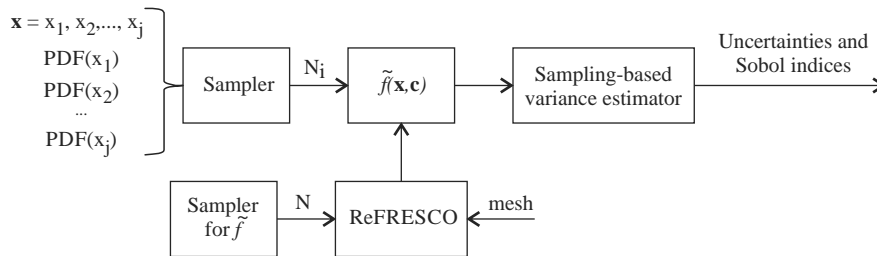 x = x1, x2,..., xj
PDF(x1)
PDF(x2)
...
PDF(xj)
Sampler
Ni
f̃(x,c)
Sampling-based
variance estimator
Uncertainties and
Sobol indices
Sampler
for f̃
N
ReFRESCO
mesh